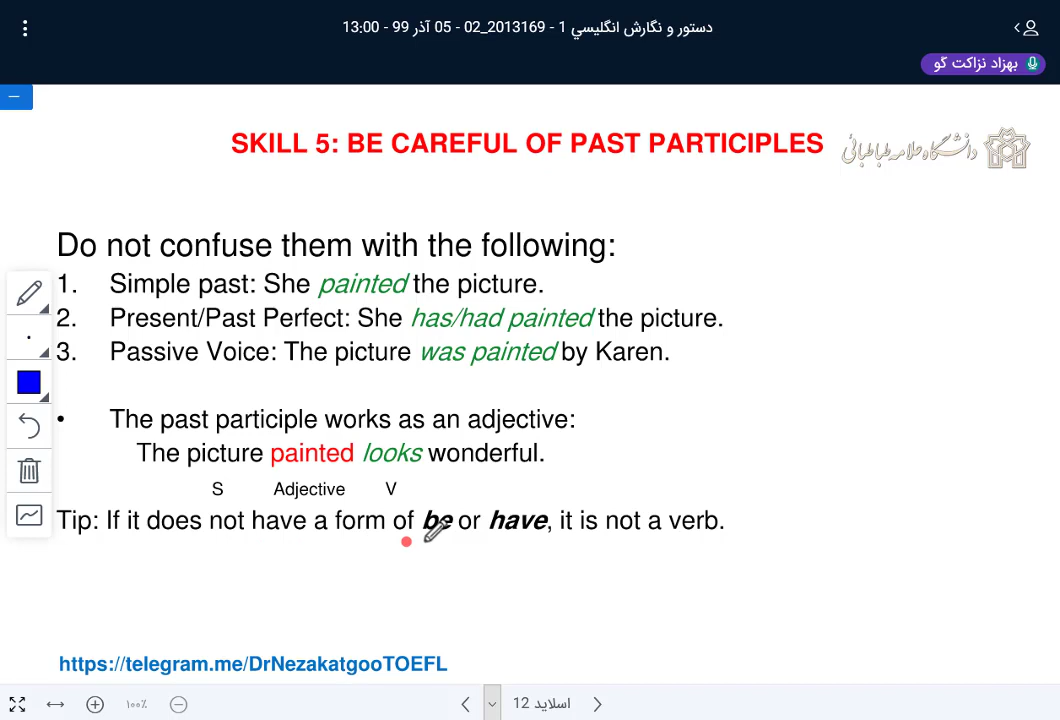 دستور و نگارش انگلیسي 1 - 2013169_02 - 05 آذر 99 - 13:00
بهزاد نزاکت گو
SKILL 5: BE CAREFUL OF PAST PARTICIPLES
دانشگاه علامه طباطبائی
Do not confuse them with the following:
1. Simple past: She painted the picture.
2. Present/Past Perfect: She has/had painted the picture.
3. Passive Voice: The picture was painted by Karen.
• The past participle works as an adjective:
The picture painted looks wonderful.
S Adjective V
Tip: If it does not have a form of be or have, it is not a verb.
https://telegram.me/DrNezakatgooTOEFL
۱۰۰٪
اسلاید 12